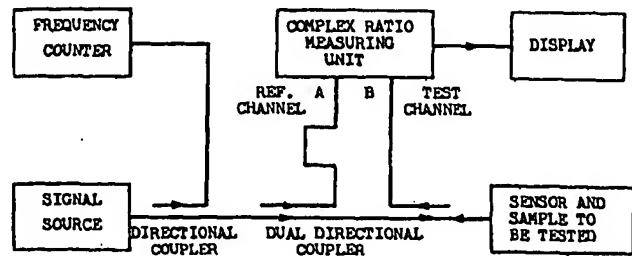 FREQUENCY
COUNTER
COMPLEX RATIO
MEASURING
UNIT
DISPLAY
REF.
CHANNEL
A
B
TEST
CHANNEL
SIGNAL
SOURCE
DIRECTIONAL
COUPLER
DUAL DIRECTIONAL
COUPLER
SENSOR AND
SAMPLE TO
BE TESTED